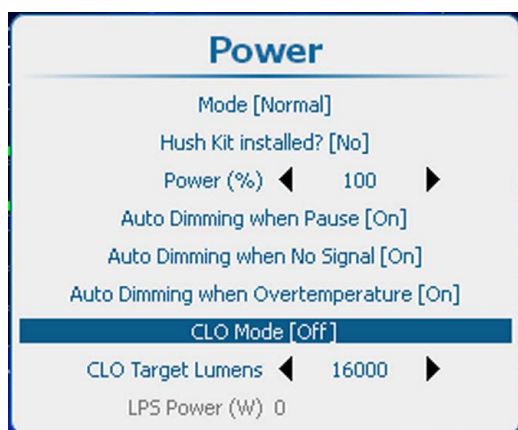 Power
Mode [Normal]
Hush Kit installed? [No]
Power (%) 100
Auto Dimming when Pause [On]
Auto Dimming when No Signal [On]
Auto Dimming when Overtemperature [On]
CLO Mode [Off]
CLO Target Lumens 16000
LPS Power (W) 0